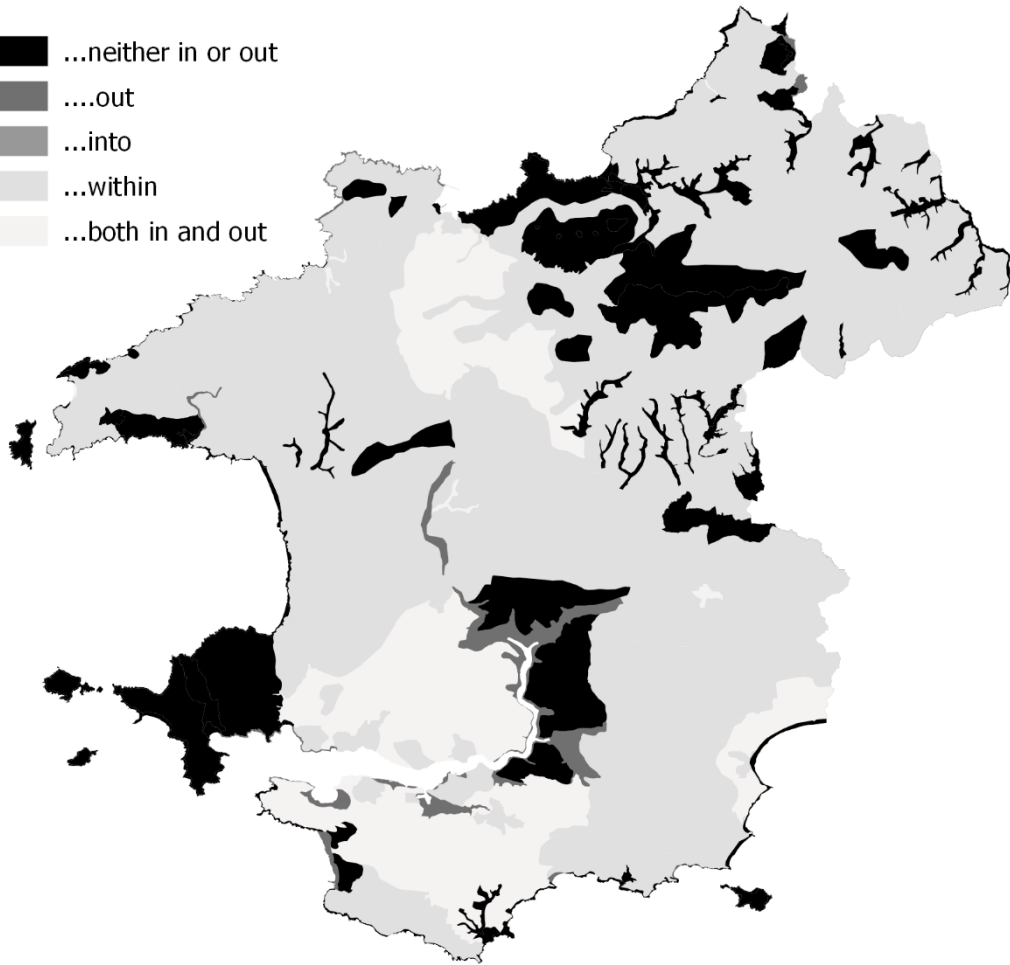 ...neither in or out
....out
...into
...within
...both in and out